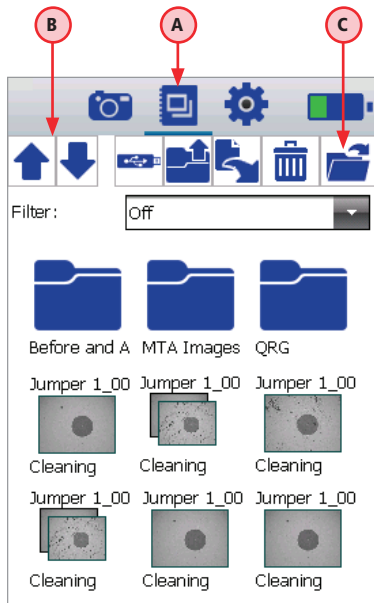 B A C
Filter: Off
Before and A MTA Images QRG
Jumper 1_00 Jumper 1_00 Jumper 1_00
Cleaning Cleaning Cleaning
Jumper 1_00 Jumper 1_00 Jumper 1_00
Cleaning Cleaning Cleaning